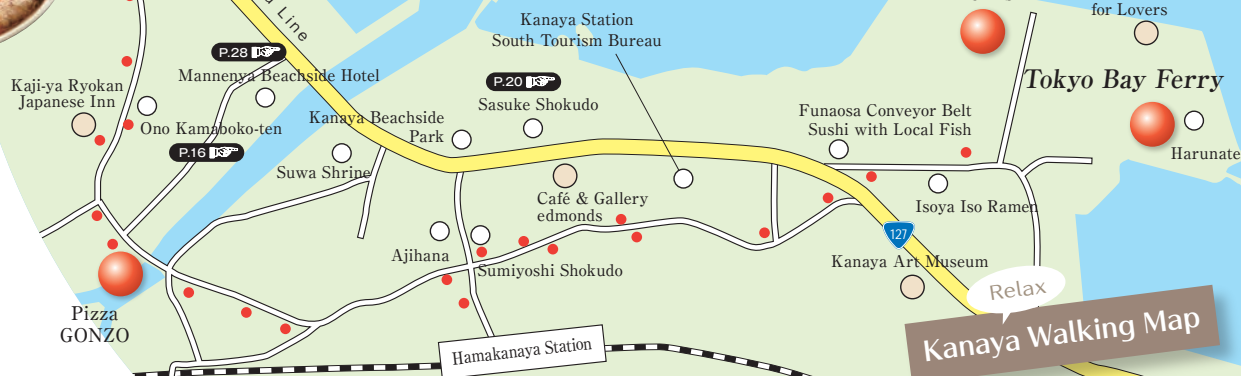 Line
for Lovers
Kanaya Station
South Tourism Bureau
P.28
Mannenya Beachside Hotel
Kaji-ya Ryokan
Japanese Inn
Ono Kamaboko-ten
P.16
P.20
Sasuke Shokudo
Kanaya Beachside
Park
Suwa Shrine
Tokyo Bay Ferry
Funaosa Conveyor Belt
Sushi with Local Fish
Harunate
Café & Gallery
edmonds
Isoya Iso Ramen
127
Ajihana
Sumiyoshi Shokudo
Kanaya Art Museum
Pizza
GONZO
Relax
Kanaya Walking Map
Hamakanaya Station